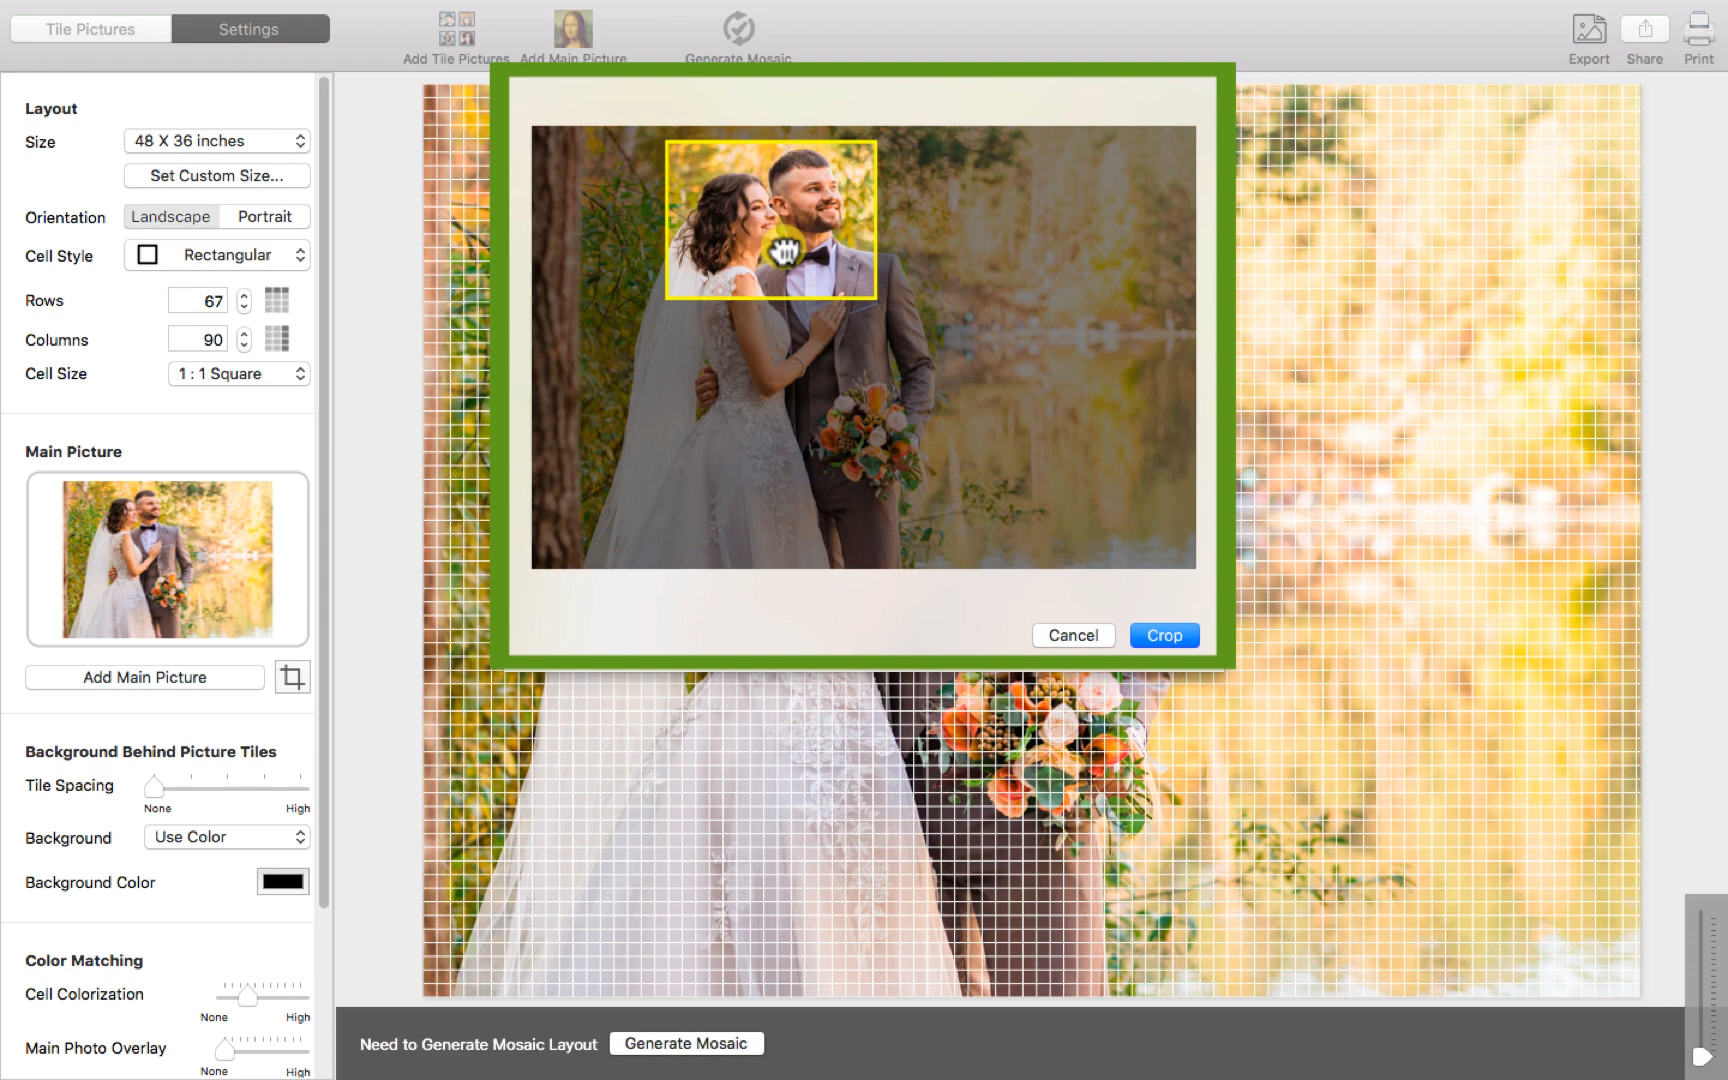 Tile Pictures
Settings
Add Tile Pictures
Add Main Picture
Generate Mosaic
Export
Share
Print
Layout
Size
48 X 36 inches
Set Custom Size...
Orientation
Landscape
Portrait
Cell Style
Rectangular
Rows
67
Columns
90
Cell Size
1 : 1 Square
Main Picture
Add Main Picture
Background Behind Picture Tiles
Tile Spacing
None
High
Background
Use Color
Background Color
Color Matching
Cell Colorization
None
High
Main Photo Overlay
None
High
Cancel
Crop
Need to Generate Mosaic Layout
Generate Mosaic